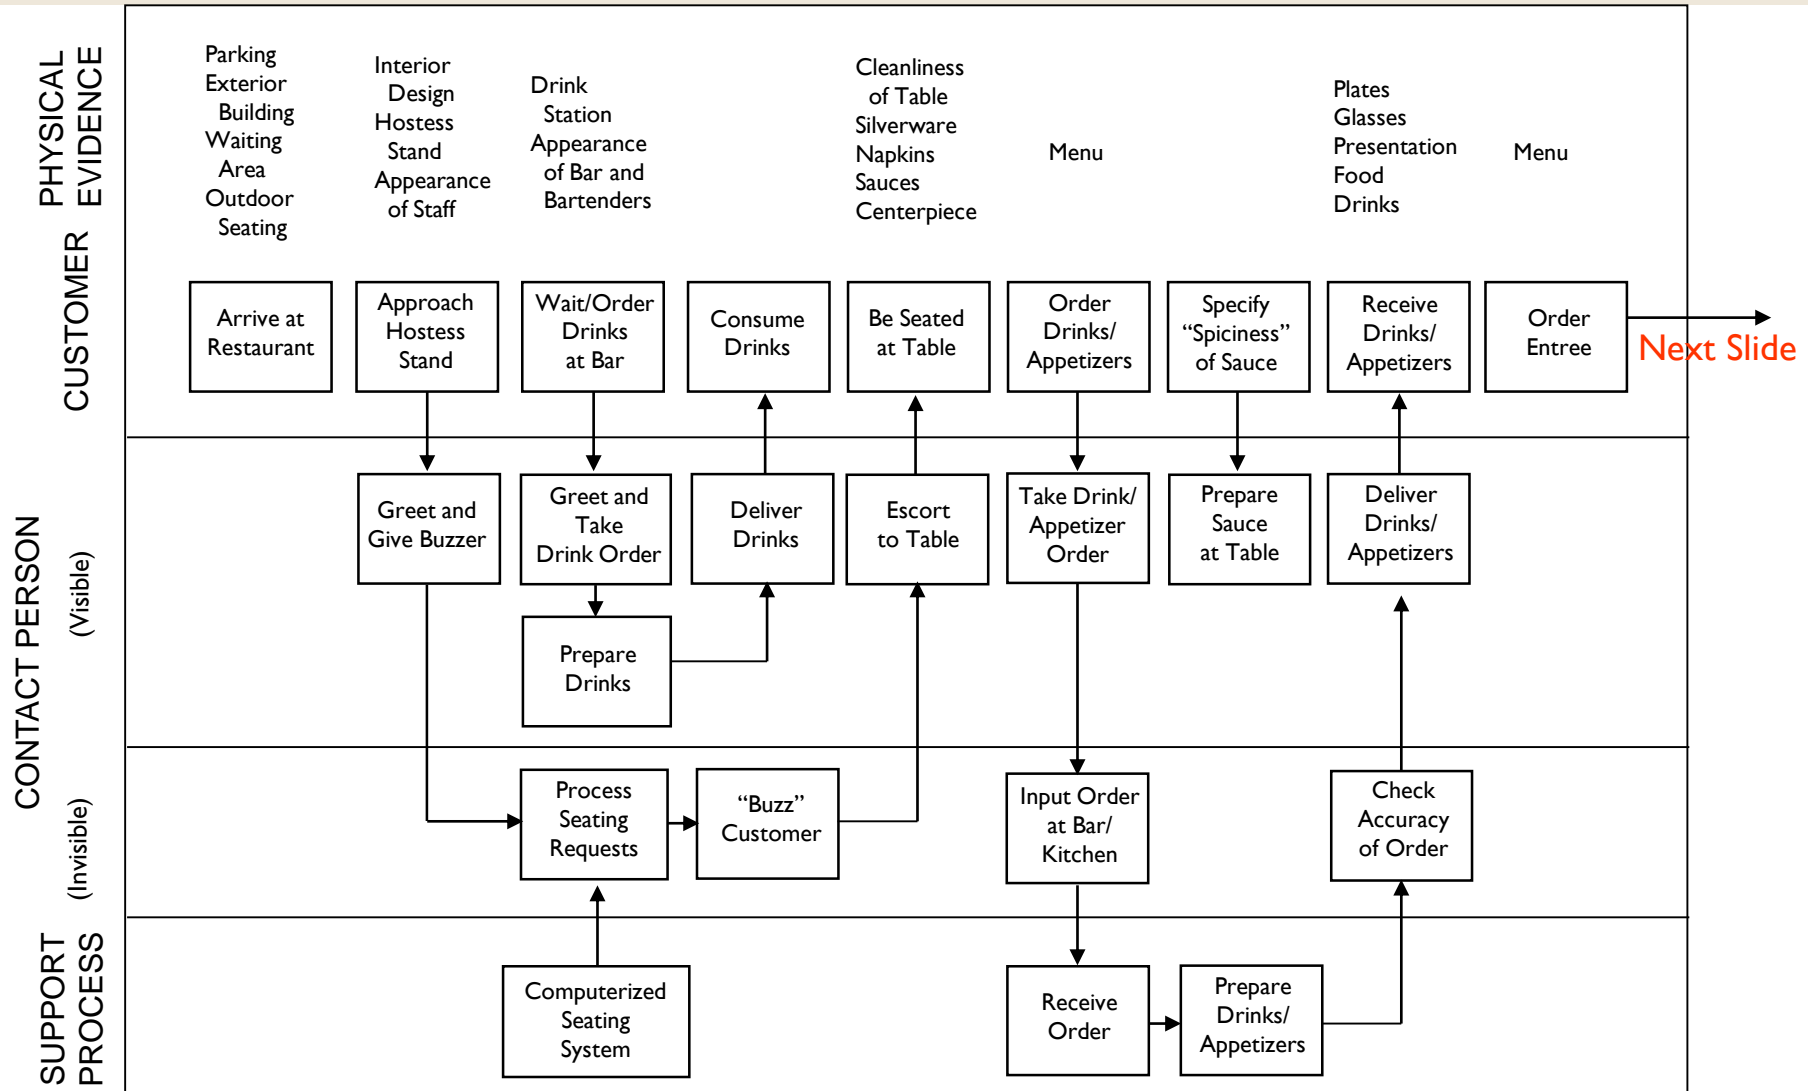 PHYSICAL
EVIDENCE
Parking
Exterior
Building
Waiting
Area
Outdoor
Seating
Interior
Design
Hostess
Stand
Appearance
of Staff
Drink
Station
Appearance
of Bar and
Bartenders
Cleanliness
of Table
Silverware
Napkins
Sauces
Centerpiece
Menu
Plates
Glasses
Presentation
Food
Drinks
Menu
CUSTOMER
Arrive at
Restaurant
Approach
Hostess
Stand
Wait/Order
Drinks
at Bar
Consume
Drinks
Be Seated
at Table
Order
Drinks/
Appetizers
Specify
“Spiciness”
of Sauce
Receive
Drinks/
Appetizers
Order
Entree
Next Slide
CONTACT PERSON
(Visible)
Greet and
Give Buzzer
Greet and
Take
Drink Order
Deliver
Drinks
Escort
to Table
Take Drink/
Appetizer
Order
Prepare
Sauce
at Table
Deliver
Drinks/
Appetizers
Prepare
Drinks
(Invisible)
Process
Seating
Requests
“Buzz”
Customer
Input Order
at Bar/
Kitchen
Check
Accuracy
of Order
SUPPORT
PROCESS
Computerized
Seating
System
Receive
Order
Prepare
Drinks/
Appetizers